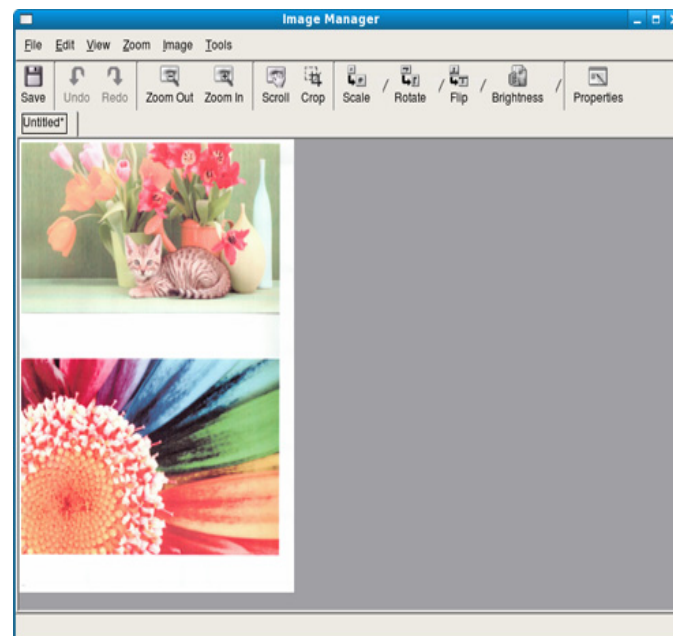 Image Manager
File Edit View Zoom Image Tools
Save Undo Redo Zoom Out Zoom In Scroll Crop Scale / Rotate / Flip / Brightness / Properties
Untitled*